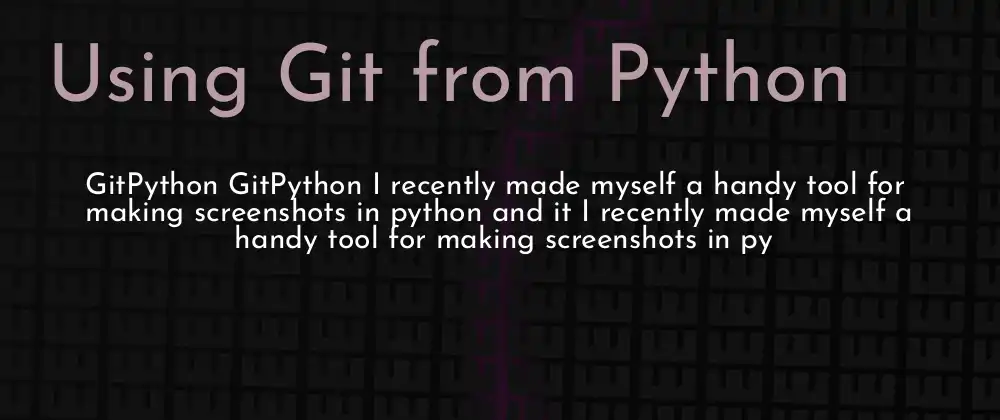 Using Git from Python
GitPython GitPython I recently made myself a handy tool for
making screenshots in python and it I recently made myself a
handy tool for making screenshots in py